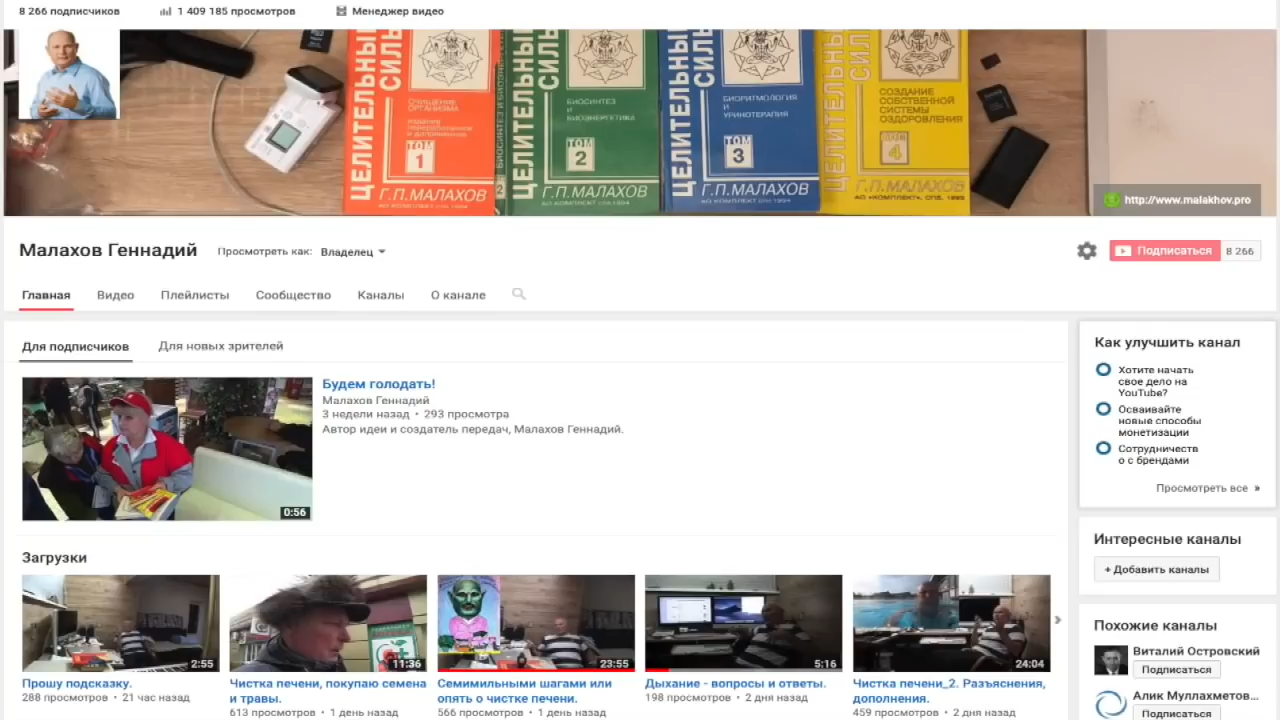 8 266 подписчиков 1 409 185 просмотров Менеджер видео
ЦЕЛИТЕЛЬНЫЕ СИЛЫ
ОЧИЩЕНИЕ
ОРГАНИЗМА
ТОМ
1
Г.П.МАЛАХОВ
ЦЕЛИТЕЛЬНЫЕ СИЛЫ
БИОСИНТЕЗ
И
БИОЭНЕРГЕТИКА
ТОМ
2
Г.П.МАЛАХОВ
ЦЕЛИТЕЛЬНЫЕ СИЛЫ
БИОРИТМОЛОГИЯ
И
УРИНОТЕРАПИЯ
ТОМ
3
Г.П.МАЛАХОВ
ЦЕЛИТЕЛЬНЫЕ СИЛЫ
СОЗДАНИЕ
СОБСТВЕННОЙ
СИСТЕМЫ
ОЗДОРОВЛЕНИЯ
ТОМ
4
Г.П.МАЛАХОВ
http://www.malakhov.pro
Малахов Геннадий Просмотреть как: Владелец
Подписаться 8 266
Главная Видео Плейлисты Сообщество Каналы О канале
Для подписчиков Для новых зрителей
Будем голодать!
Малахов Геннадий
3 недели назад • 293 просмотра
Автор идеи и создатель передач, Малахов Геннадий.
0:56
Загрузки
2:55
Прошу подсказку.
288 просмотров • 21 час назад
11:36
Чистка печени, покупаю семена
и травы.
613 просмотров • 1 день назад
23:55
Семимильными шагами или
опять о чистке печени.
566 просмотров • 1 день назад
5:16
Дыхание - вопросы и ответы.
198 просмотров • 2 дня назад
24:04
Чистка печени_2. Разъяснения,
дополнения.
459 просмотров • 2 дня назад
Как улучшить канал
Хотите начать
свое дело на
YouTube?
Осваивайте
новые способы
монетизации
Сотрудничеств
о с брендами
Просмотреть все »
Интересные каналы
+ Добавить каналы
Похожие каналы
Виталий Островский
Подписаться
Алик Муллахметов...
Подписаться